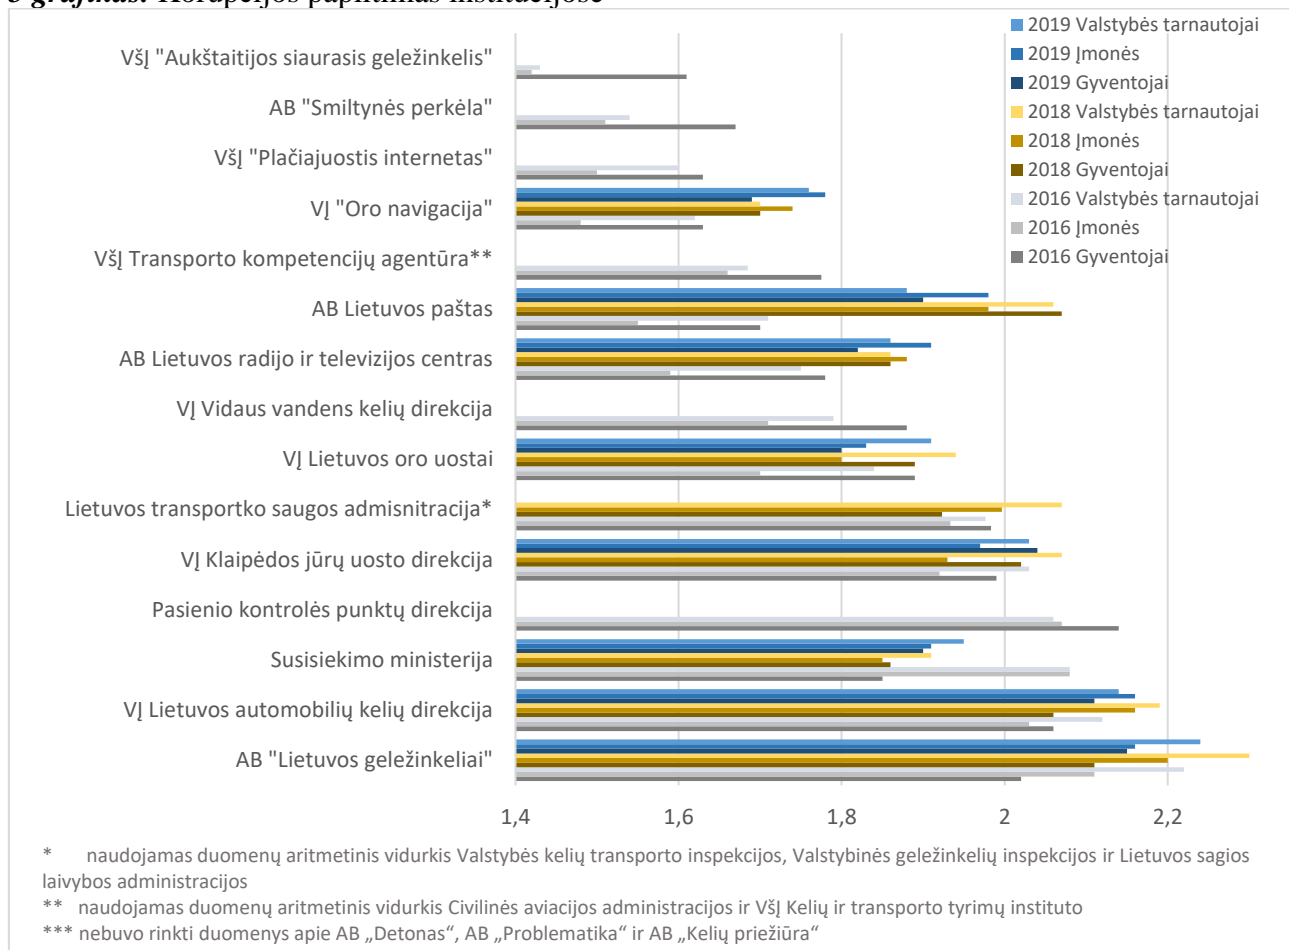 3 grafikas. Korupcijos paplitimas institucijose
2019 Valstybės tarnautojai
2019 Įmonės
2019 Gyventojai
2018 Valstybės tarnautojai
2018 Įmonės
2018 Gyventojai
2016 Valstybės tarnautojai
2016 Įmonės
2016 Gyventojai
VšĮ "Aukštaitijos siaurasis geležinkelis"
AB "Smiltynės perkėla"
VšĮ "Plačiajuostis internetas"
VĮ "Oro navigacija"
VšĮ Transporto kompetencijų agentūra**
AB Lietuvos paštas
AB Lietuvos radijo ir televizijos centras
VĮ Vidaus vandens kelių direkcija
VĮ Lietuvos oro uostai
Lietuvos transportko saugos admisnitracija*
VĮ Klaipėdos jūrų uosto direkcija
Pasienio kontrolės punktų direkcija
Susisiekimo ministerija
VĮ Lietuvos automobilių kelių direkcija
AB "Lietuvos geležinkeliai"
1,4 1,6 1,8 2 2,2
* naudojamas duomenų aritmetinis vidurkis Valstybės kelių transporto inspekcijos, Valstybinės geležinkelių inspekcijos ir Lietuvos sagios
laivybos administracijos
** naudojamas duomenų aritmetinis vidurkis Civilinės aviacijos administracijos ir VšĮ Kelių ir transporto tyrimų instituto
*** nebuvo rinkti duomenys apie AB „Detonas“, AB „Problematika“ ir AB „Kelių priežiūra“